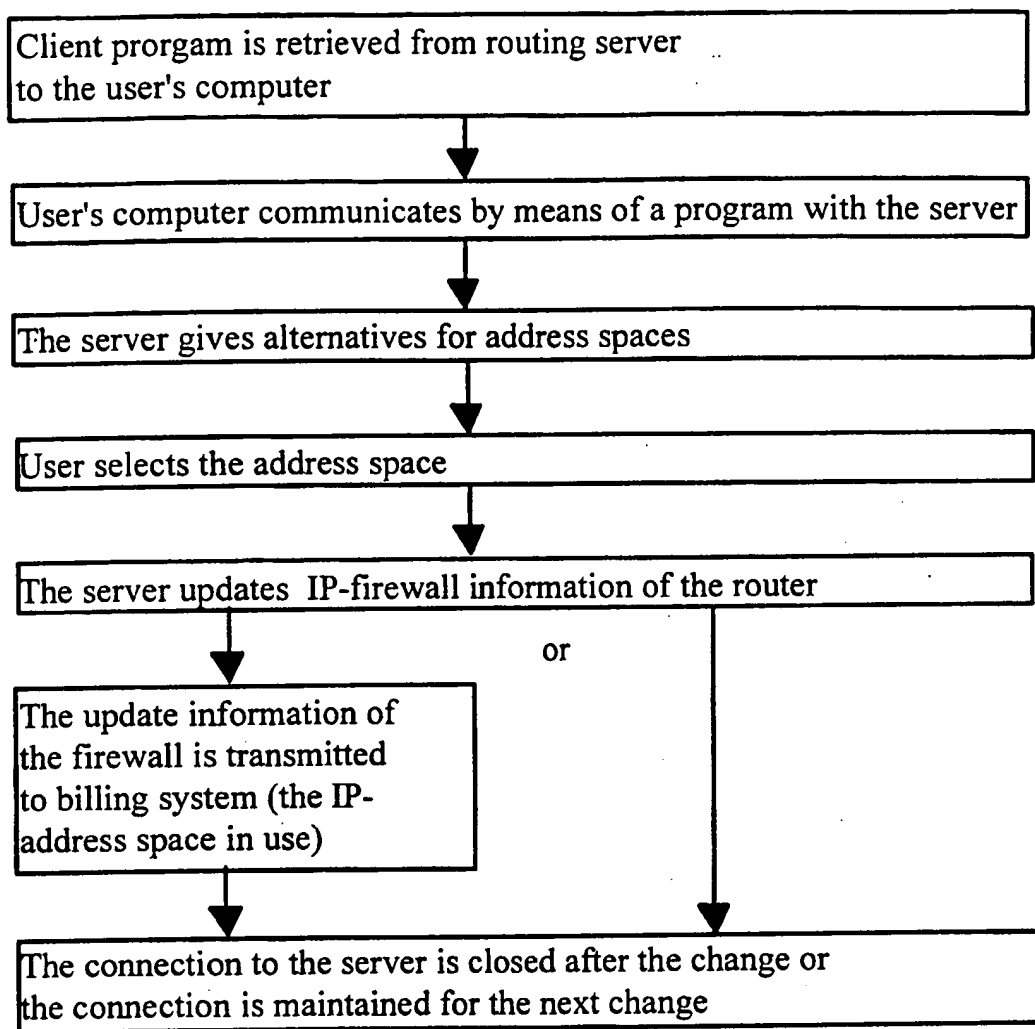 Client prorgam is retrieved from routing server
to the user's computer
User's computer communicates by means of a program with the server
The server gives alternatives for address spaces
User selects the address space
The server updates IP-firewall information of the router
or
The update information of
the firewall is transmitted
to billing system (the IP-
address space in use)
The connection to the server is closed after the change or
the connection is maintained for the next change